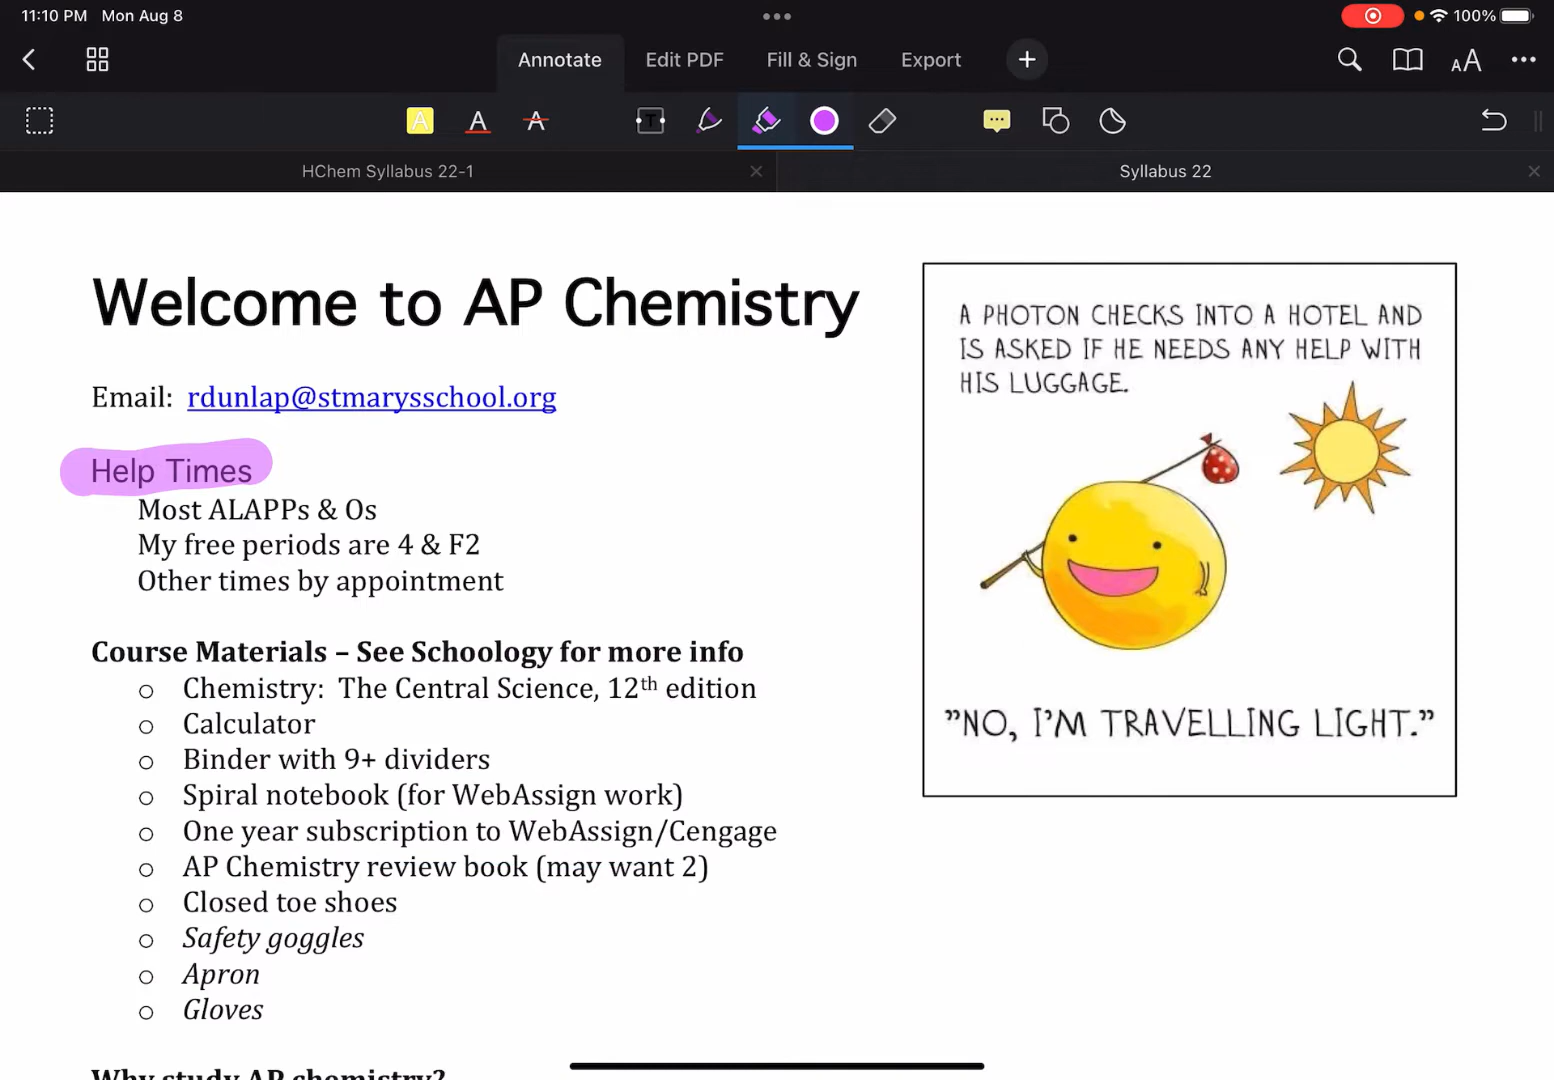 11:10 PM Mon Aug 8
100%
Annotate Edit PDF Fill & Sign Export
AA
A A A T
HChem Syllabus 22-1
Syllabus 22
Welcome to AP Chemistry
Email: rdunlap@stmarysschool.org
Help Times
Most ALAPPs & Os
My free periods are 4 & F2
Other times by appointment
Course Materials – See Schoology for more info
o Chemistry: The Central Science, 12th edition
o Calculator
o Binder with 9+ dividers
o Spiral notebook (for WebAssign work)
o One year subscription to WebAssign/Cengage
o AP Chemistry review book (may want 2)
o Closed toe shoes
o Safety goggles
o Apron
o Gloves
Why study AP chemistry?
A PHOTON CHECKS INTO A HOTEL AND
IS ASKED IF HE NEEDS ANY HELP WITH
HIS LUGGAGE.
”NO, I’M TRAVELLING LIGHT.”